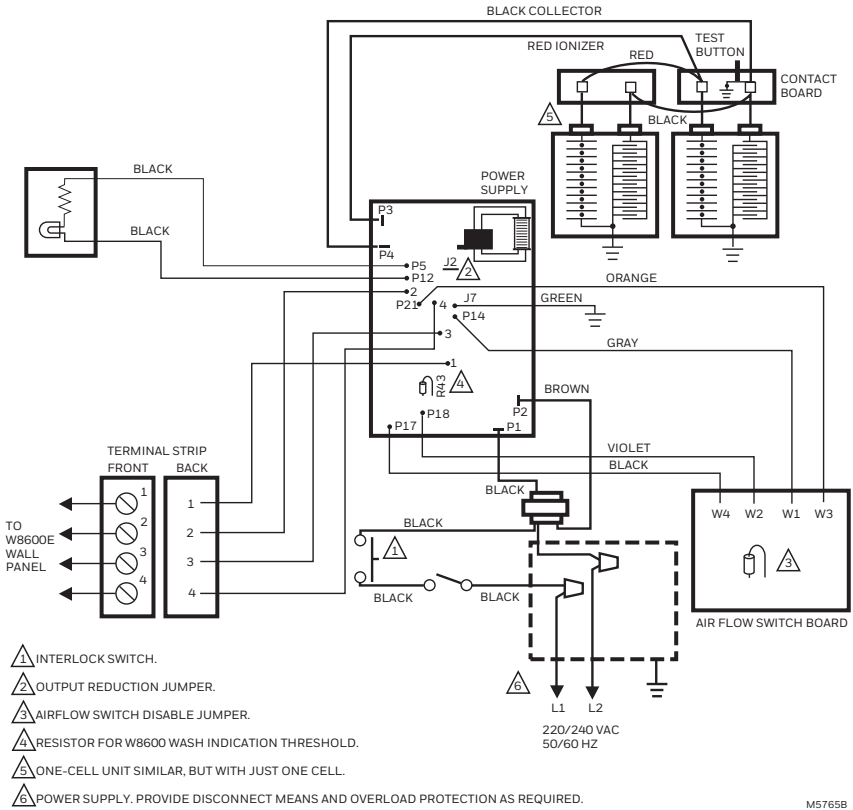 BLACK COLLECTOR
RED IONIZER
TEST
BUTTON
RED
CONTACT
BOARD
5
BLACK
BLACK
BLACK
POWER
SUPPLY
P3
P4
P5
P12
J2
2
2
P21
4
J7
P14
3
1
R43
4
P2
P18
P17
P1
ORANGE
GREEN
GRAY
BROWN
VIOLET
BLACK
TERMINAL STRIP
FRONT BACK
1
2
3
4
1
2
3
4
TO
W8600E
WALL
PANEL
BLACK
BLACK
1
BLACK
BLACK
W4 W2 W1 W3
3
AIR FLOW SWITCH BOARD
6
L1 L2
220/240 VAC
50/60 HZ
1 INTERLOCK SWITCH.
2 OUTPUT REDUCTION JUMPER.
3 AIRFLOW SWITCH DISABLE JUMPER.
4 RESISTOR FOR W8600 WASH INDICATION THRESHOLD.
5 ONE-CELL UNIT SIMILAR, BUT WITH JUST ONE CELL.
6 POWER SUPPLY. PROVIDE DISCONNECT MEANS AND OVERLOAD PROTECTION AS REQUIRED.
M5765B